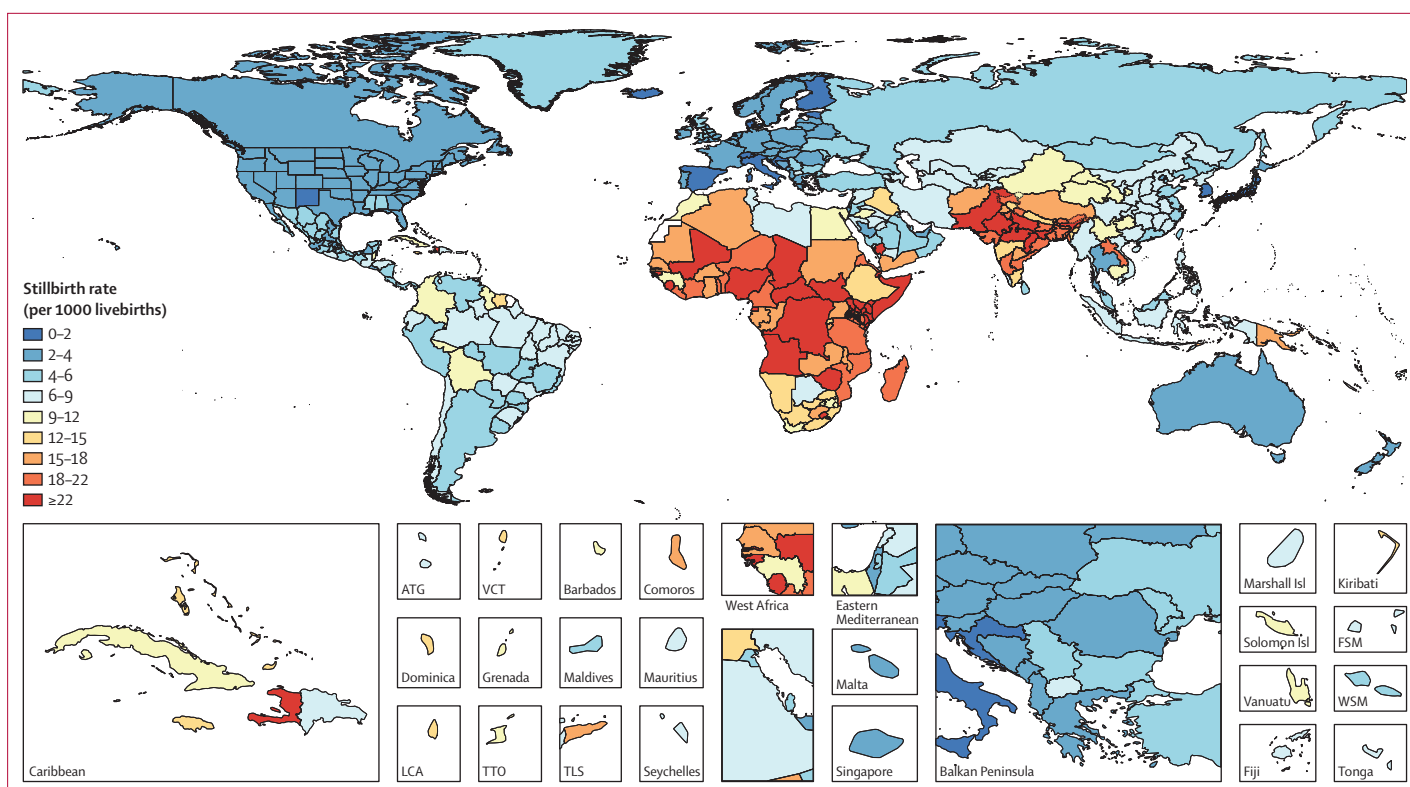 Stillbirth rate
(per 1000 livebirths)
0–2
2–4
4–6
6–9
9–12
12–15
15–18
18–22
≥22
Caribbean
ATG
VCT
Barbados
Comoros
Dominica
Grenada
Maldives
Mauritius
LCA
TTO
TLS
Seychelles
West Africa
Eastern
Mediterranean
Malta
Singapore
Balkan Peninsula
Marshall Isl
Kiribati
Solomon Isl
FSM
Vanuatu
WSM
Fiji
Tonga